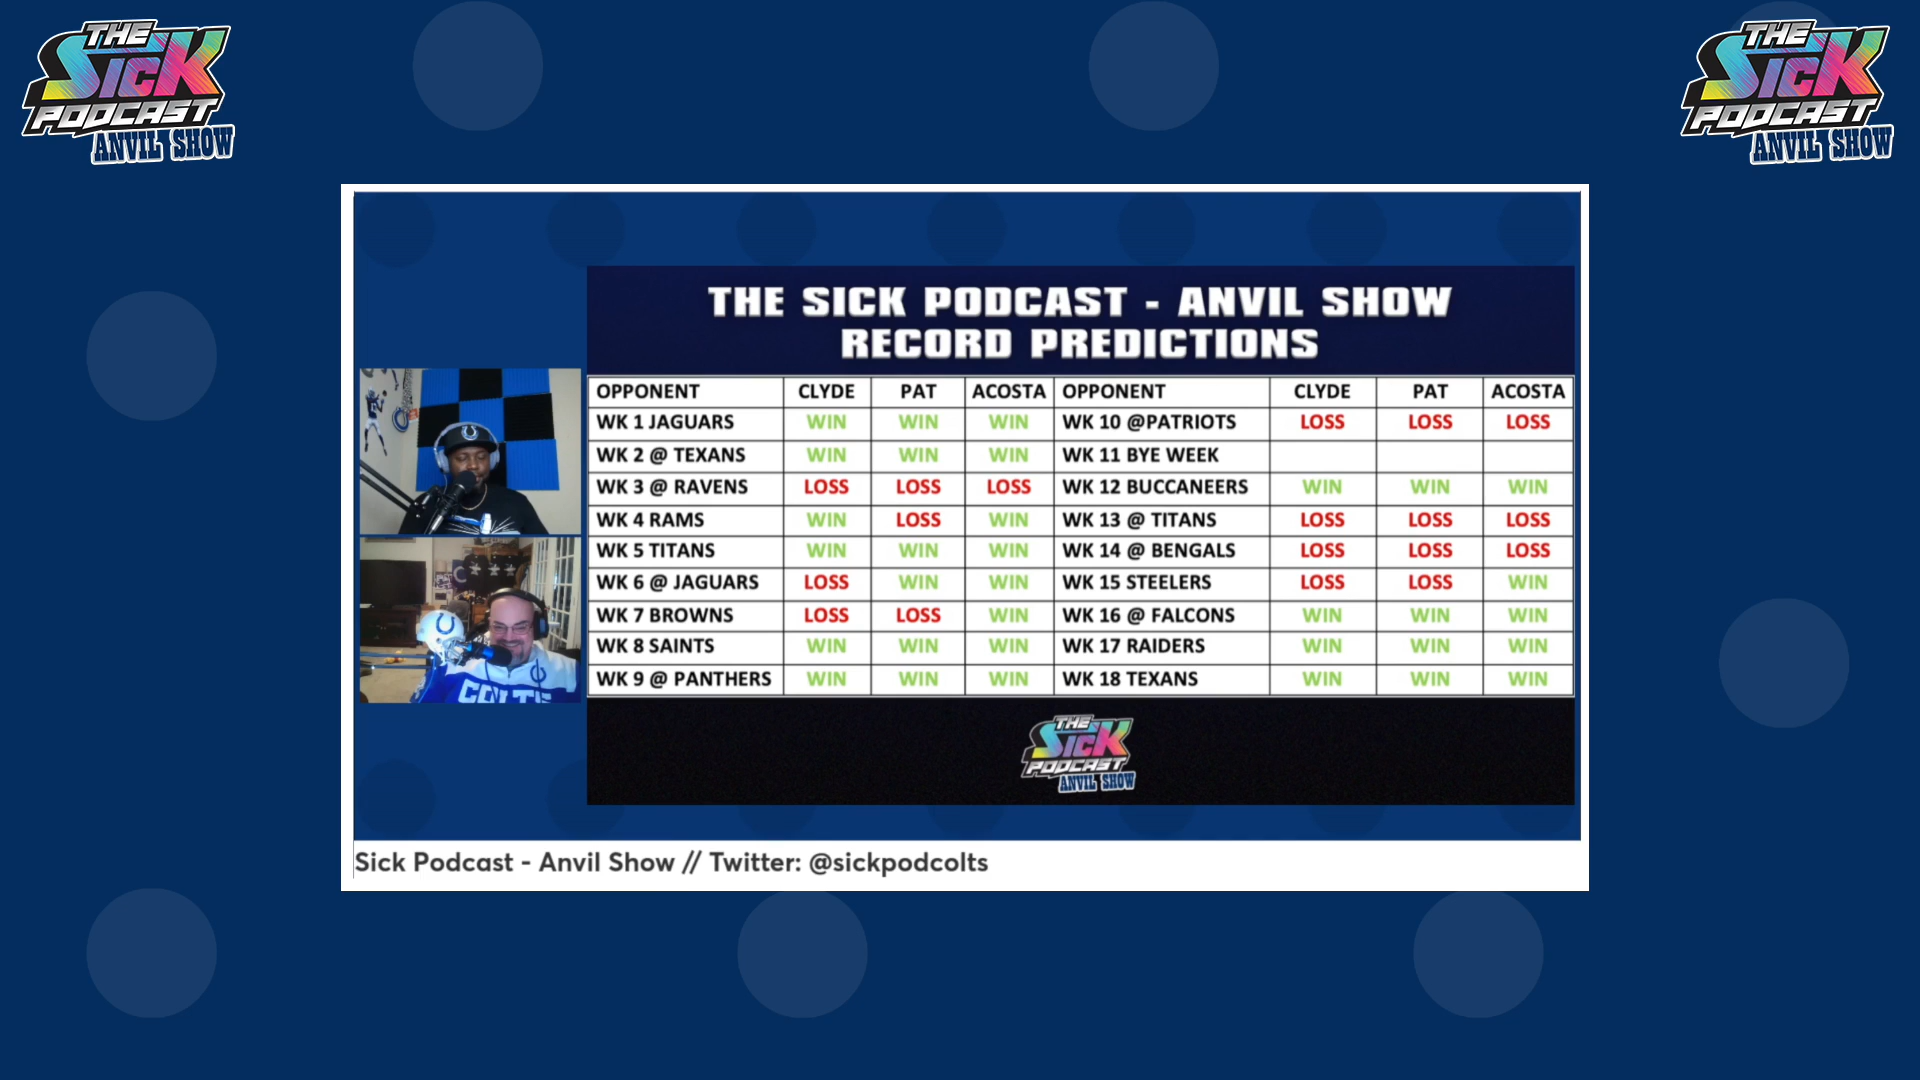 THE
SICK
PODCAST
ANVIL SHOW
THE
SICK
PODCAST
ANVIL SHOW
THE SICK PODCAST - ANVIL SHOW
RECORD PREDICTIONS
OPPONENT CLYDE PAT ACOSTA OPPONENT CLYDE PAT ACOSTA
WK 1 JAGUARS WIN WIN WIN WK 10 @PATRIOTS LOSS LOSS LOSS
WK 2 @ TEXANS WIN WIN WIN WK 11 BYE WEEK
WK 3 @ RAVENS LOSS LOSS LOSS WK 12 BUCCANEERS WIN WIN WIN
WK 4 RAMS WIN LOSS WIN WK 13 @ TITANS LOSS LOSS LOSS
WK 5 TITANS WIN WIN WIN WK 14 @ BENGALS LOSS LOSS LOSS
WK 6 @ JAGUARS LOSS WIN WIN WK 15 STEELERS LOSS LOSS WIN
WK 7 BROWNS LOSS LOSS WIN WK 16 @ FALCONS WIN WIN WIN
WK 8 SAINTS WIN WIN WIN WK 17 RAIDERS WIN WIN WIN
WK 9 @ PANTHERS WIN WIN WIN WK 18 TEXANS WIN WIN WIN
COLTS
THE
SICK
PODCAST
ANVIL SHOW
Sick Podcast - Anvil Show // Twitter: @sickpodcolts